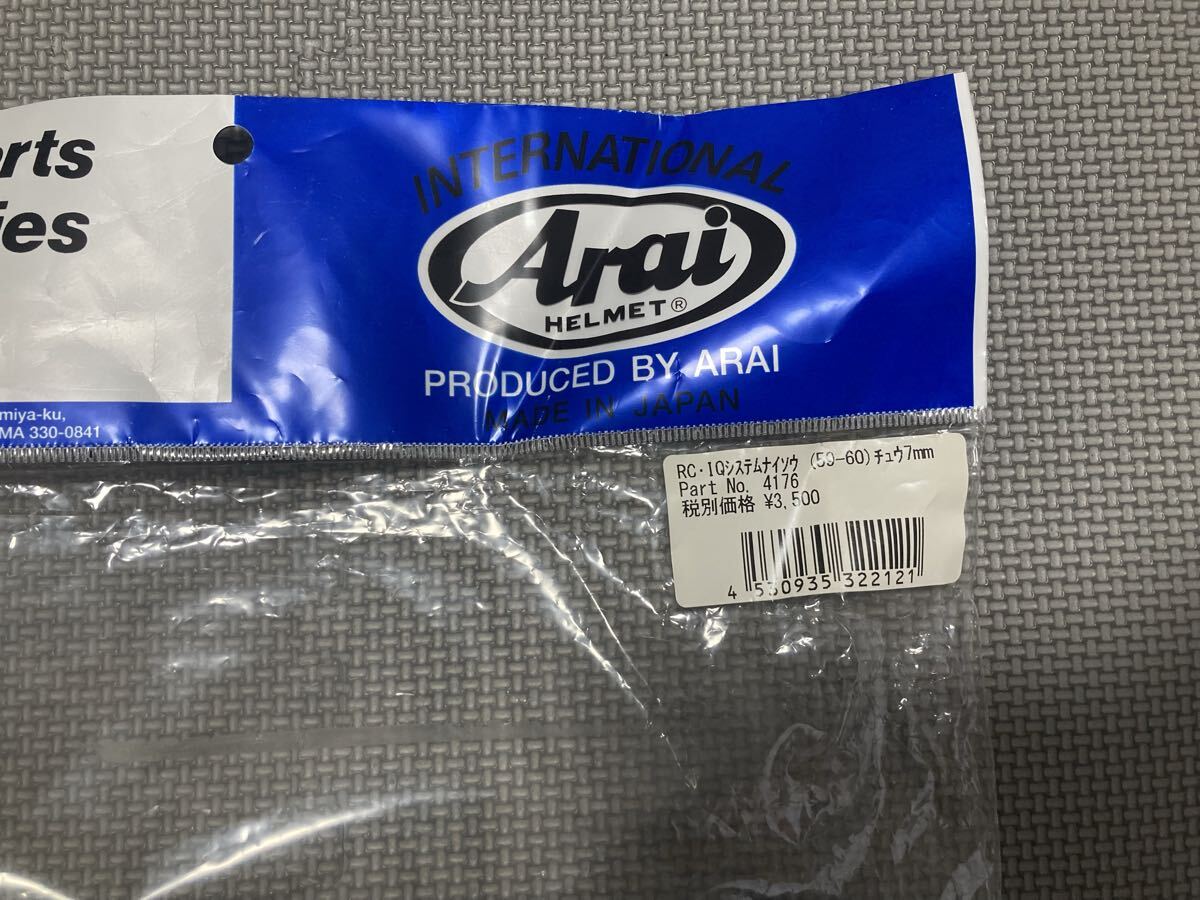 orts
ies
miya-ku,
MA 330-0841
INTERNATIONAL
Arai
HELMET®
PRODUCED BY ARAI
MADE IN JAPAN
RC・IQシステムナイソウ (59-60)チュウ7mm
Part No. 4176
税別価格 ¥3,500
4 530935 322121